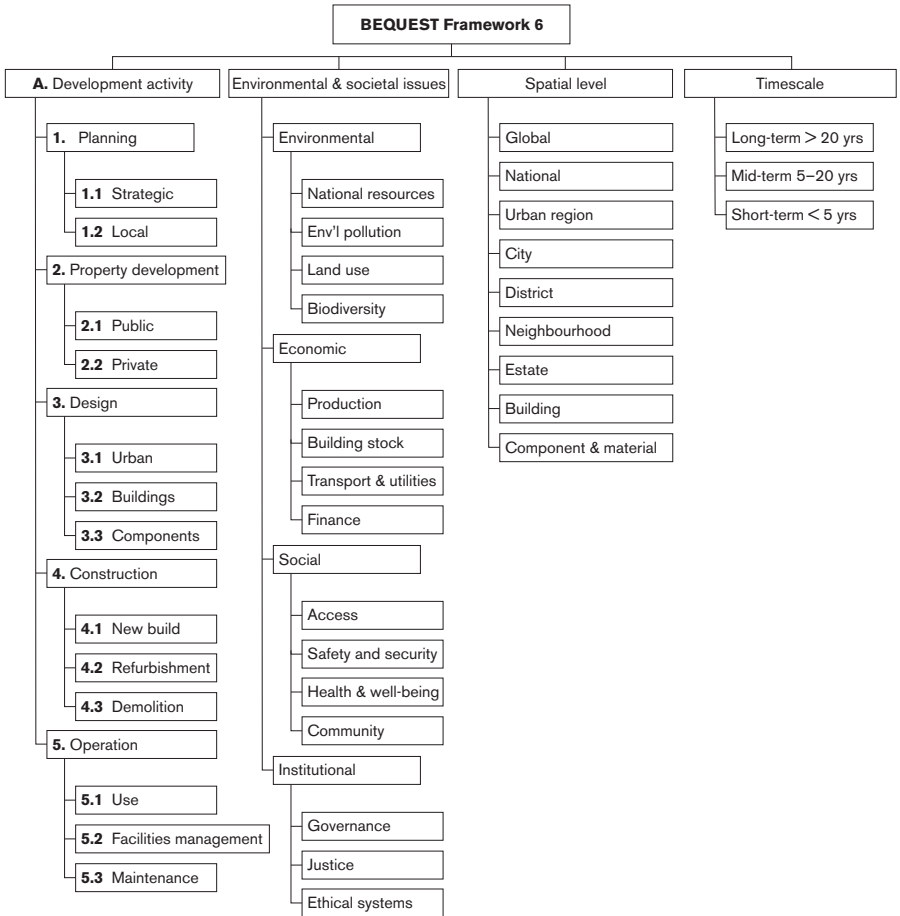 BEQUEST Framework 6
A. Development activity
1. Planning
1.1 Strategic
1.2 Local
2. Property development
2.1 Public
2.2 Private
3. Design
3.1 Urban
3.2 Buildings
3.3 Components
4. Construction
4.1 New build
4.2 Refurbishment
4.3 Demolition
5. Operation
5.1 Use
5.2 Facilities management
5.3 Maintenance
Environmental & societal issues
Environmental
National resources
Env'l pollution
Land use
Biodiversity
Economic
Production
Building stock
Transport & utilities
Finance
Social
Access
Safety and security
Health & well-being
Community
Institutional
Governance
Justice
Ethical systems
Spatial level
Global
National
Urban region
City
District
Neighbourhood
Estate
Building
Component & material
Timescale
Long-term > 20 yrs
Mid-term 5–20 yrs
Short-term < 5 yrs